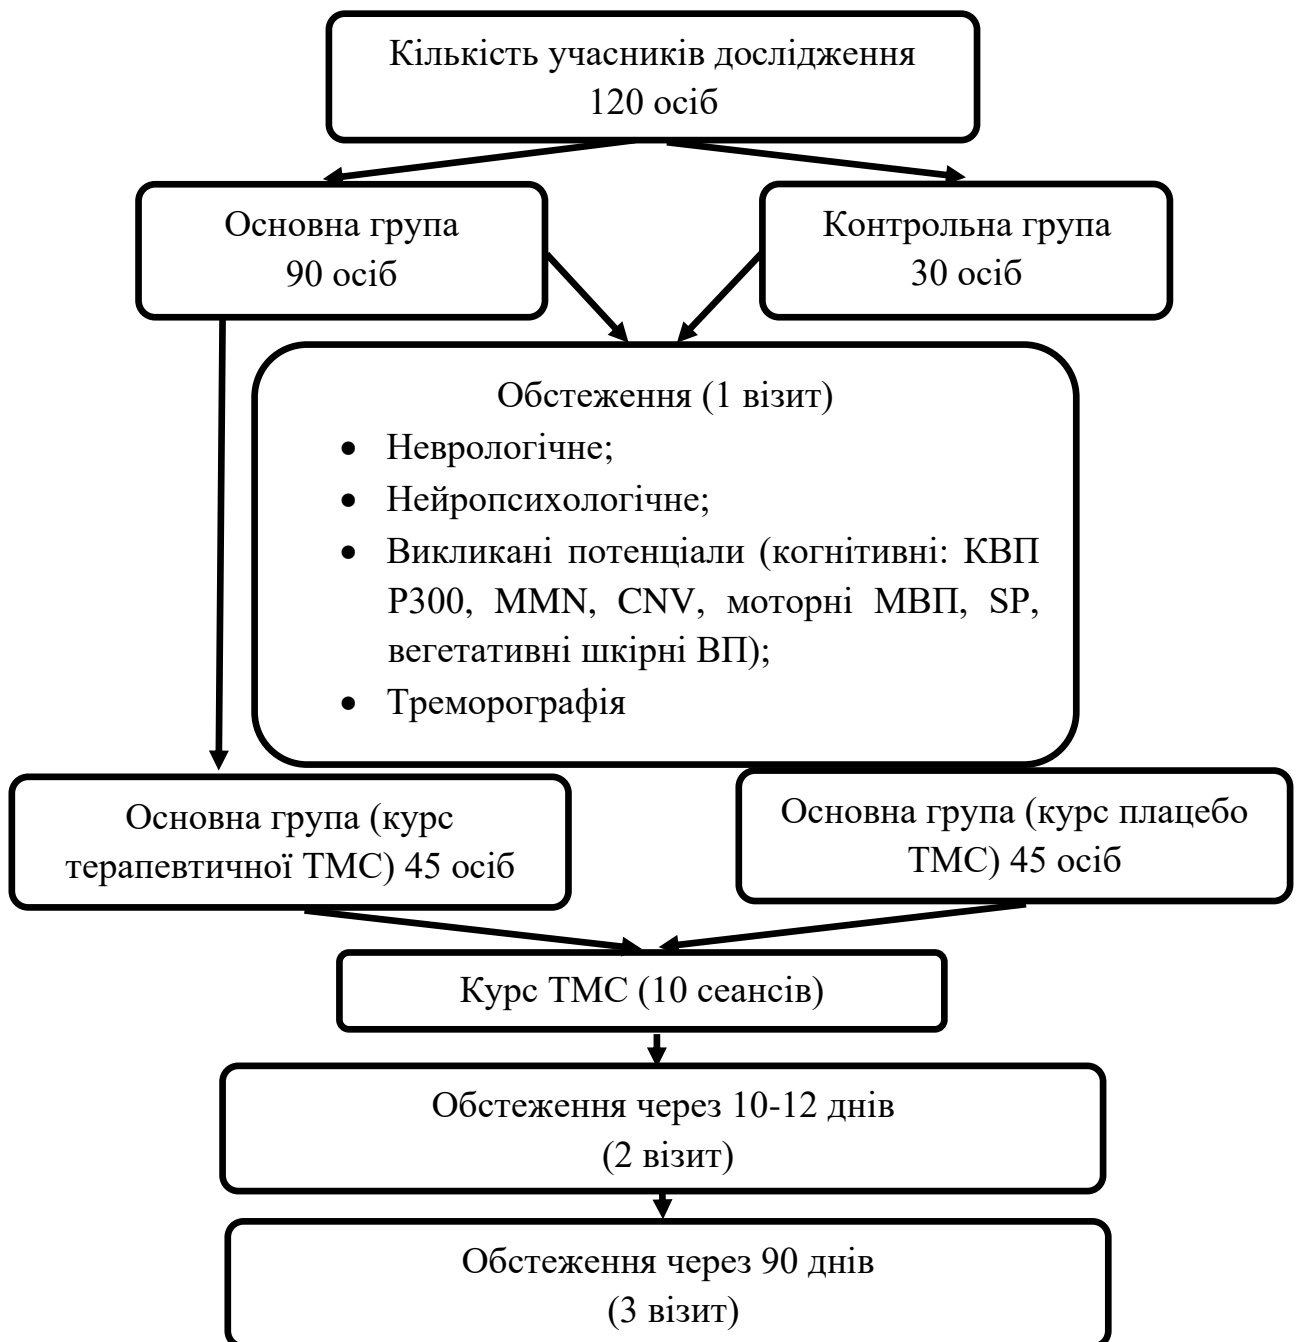 Кількість учасників дослідження
120 осіб
Основна група
90 осіб
Контрольна група
30 осіб
Обстеження (1 візит)
• Неврологічне;
• Нейропсихологічне;
• Викликані потенціали (когнітивні: КВП
P300, MMN, CNV, моторні МВП, SP,
вегетативні шкірні ВП);
• Треморографія
Основна група (курс
терапевтичної ТМС) 45 осіб
Основна група (курс плацебо
ТМС) 45 осіб
Курс ТМС (10 сеансів)
Обстеження через 10-12 днів
(2 візит)
Обстеження через 90 днів
(3 візит)